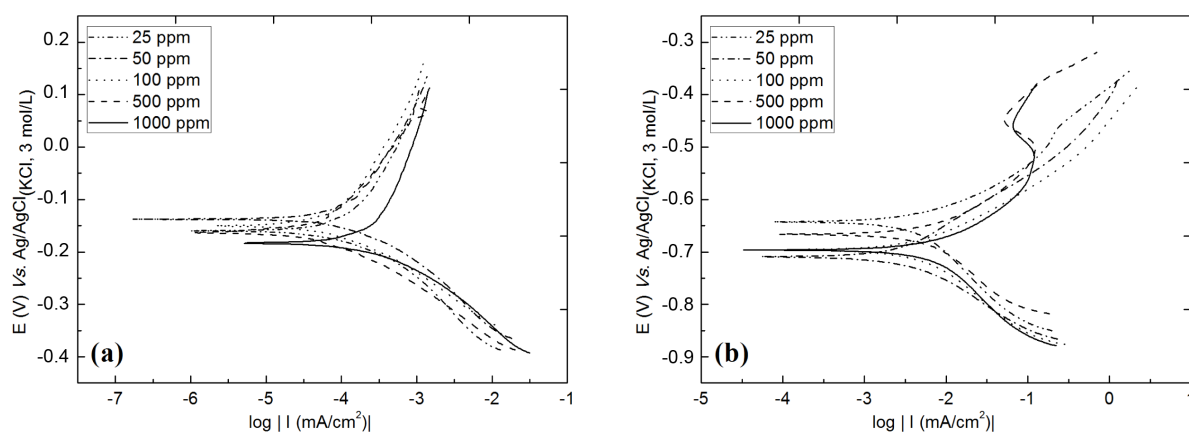 0.2
0.1
0.0
-0.1
-0.2
-0.3
-0.4
E (V) Vs. Ag/AgCl(KCl, 3 mol/L)
25 ppm
50 ppm
100 ppm
500 ppm
1000 ppm
(a)
-7 -6 -5 -4 -3 -2 -1
log | I (mA/cm²)|
-0.3
-0.4
-0.5
-0.6
-0.7
-0.8
-0.9
E (V) Vs. Ag/AgCl(KCl, 3 mol/L)
25 ppm
50 ppm
100 ppm
500 ppm
1000 ppm
(b)
-5 -4 -3 -2 -1 0 1
log | I (mA/cm²)|